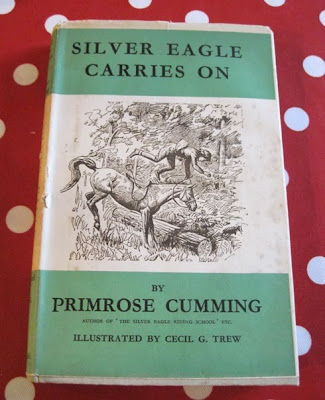 SILVER EAGLE
CARRIES ON
BY
PRIMROSE CUMMING
AUTHOR OF "THE SILVER EAGLE RIDING SCHOOL" ETC.
ILLUSTRATED BY CECIL G. TREW